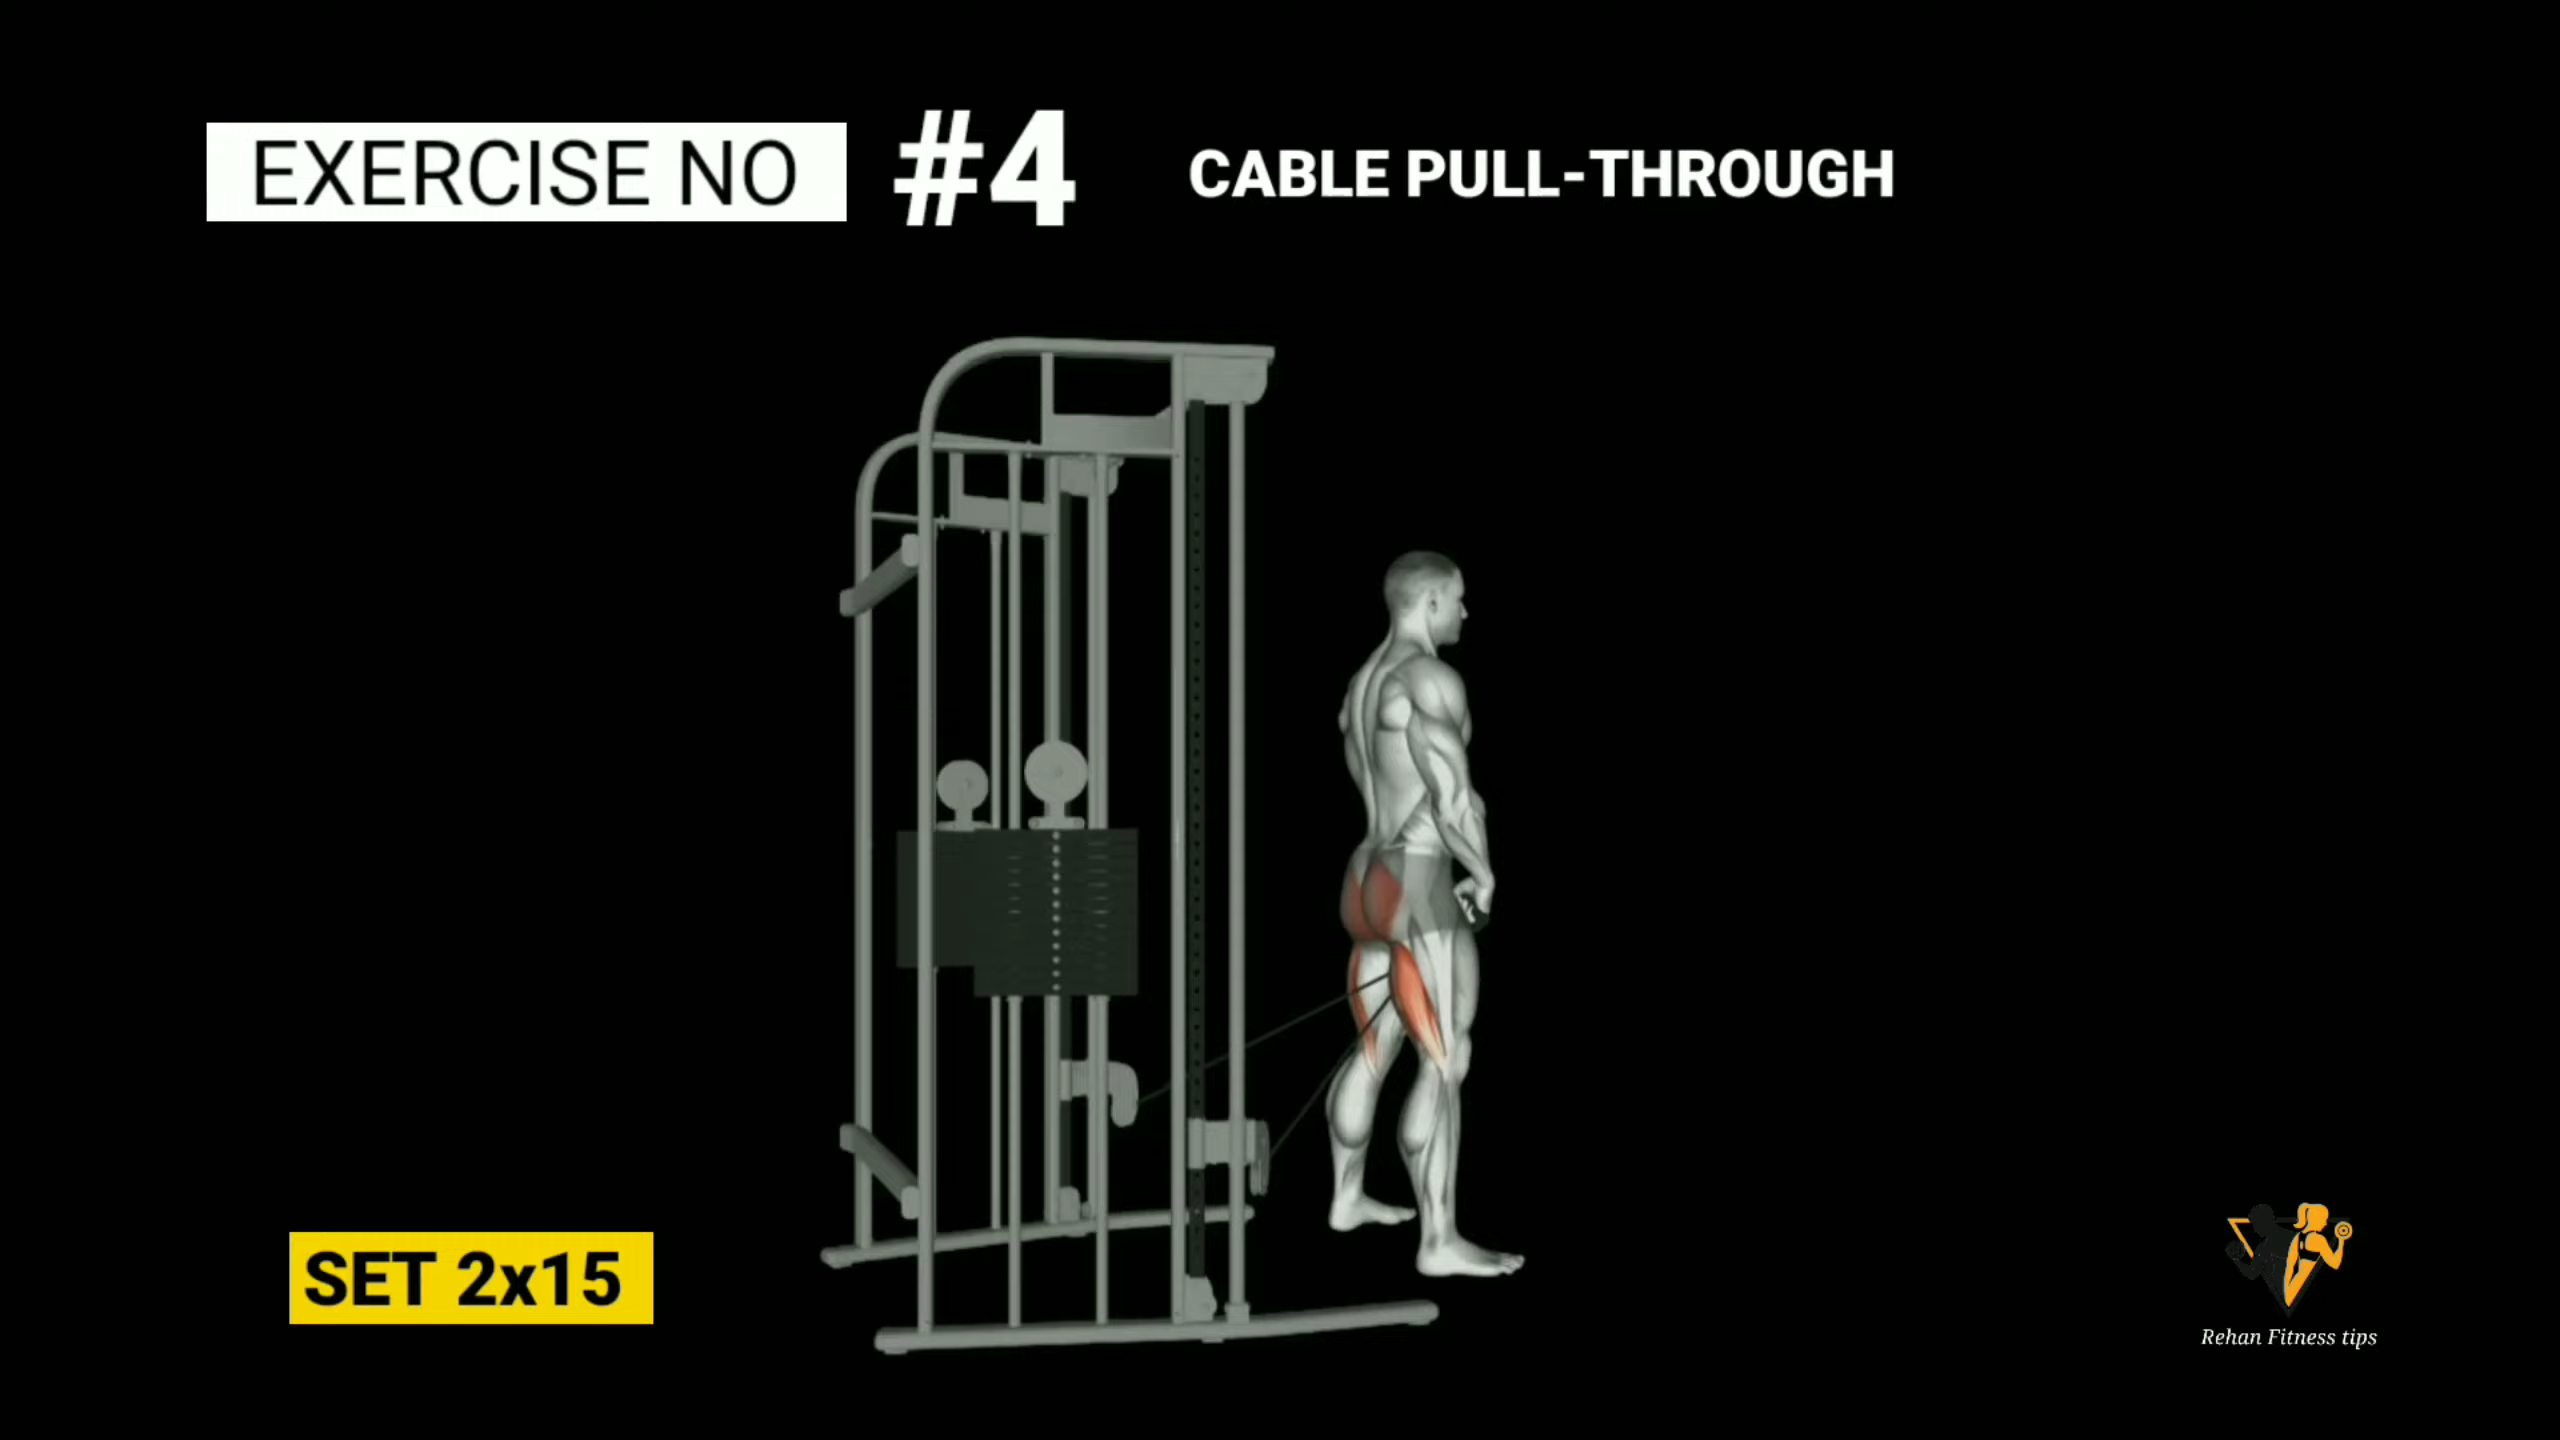 EXERCISE NO #4 CABLE PULL-THROUGH
SET 2x15
Rehan Fitness tips